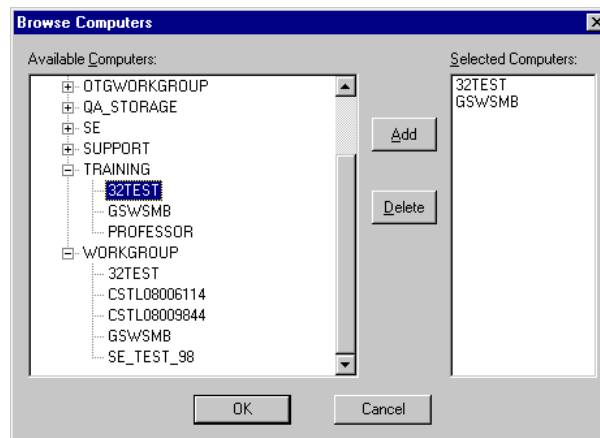 Browse Computers
Available Computers:
OTGWORKGROUP
QA_STORAGE
SE
SUPPORT
TRAINING
32TEST
GSWSMB
PROFESSOR
WORKGROUP
32TEST
CSTL08006114
CSTL08009844
GSWSMB
SE_TEST_98
Add
Delete
Selected Computers:
32TEST
GSWSMB
OK
Cancel